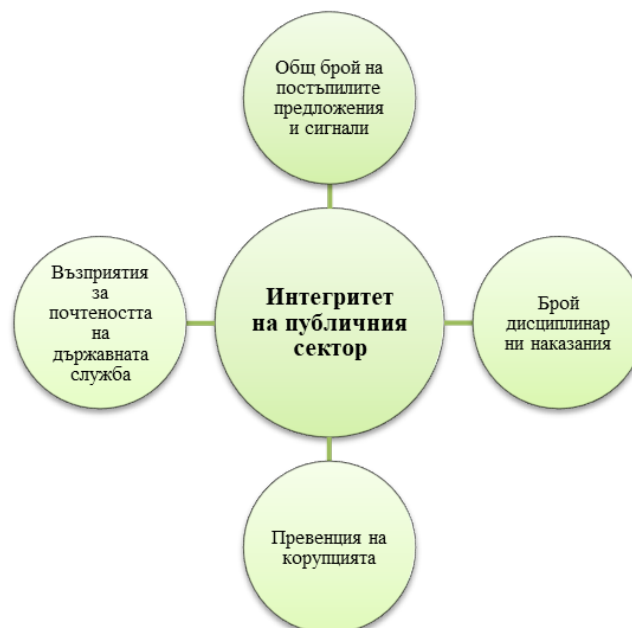 Общ брой на
постъпилите
предложения
и сигнали
Възприятия
за
почтеността
на
държавната
служба
Интегритет
на публичния
сектор
Брой
дисциплинар
ни наказания
Превенция на
корупцията